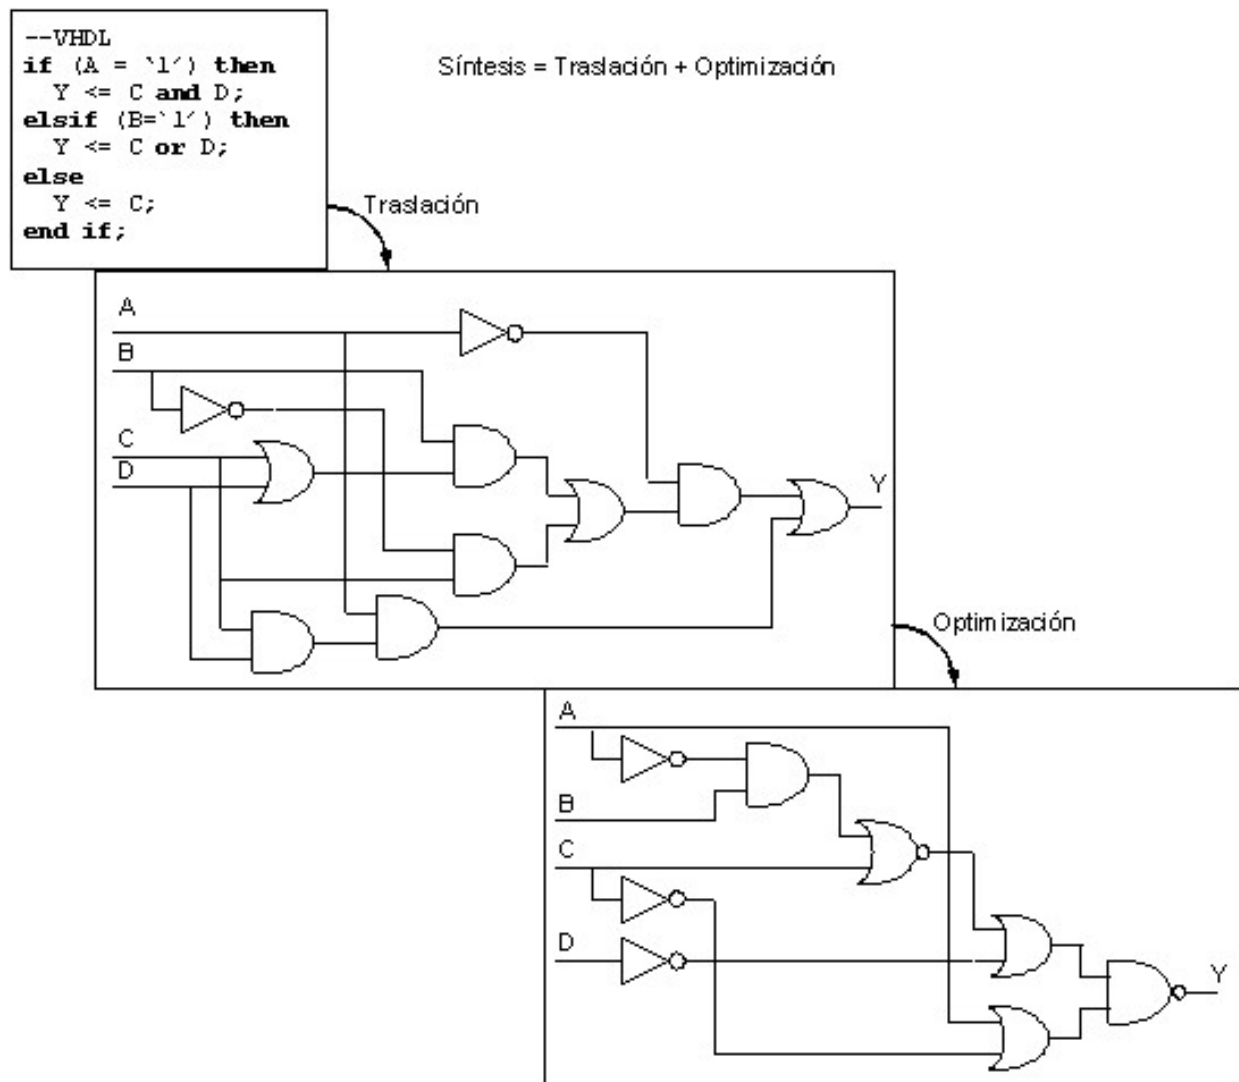 --VHDL
if (A = `1´) then
Y <= C and D;
elsif (B=`1´) then
Y <= C or D;
else
Y <= C;
end if;
Síntesis = Traslación + Optimización
Traslación
A
B
C
D
Y
Optimización
A
B
C
D
Y